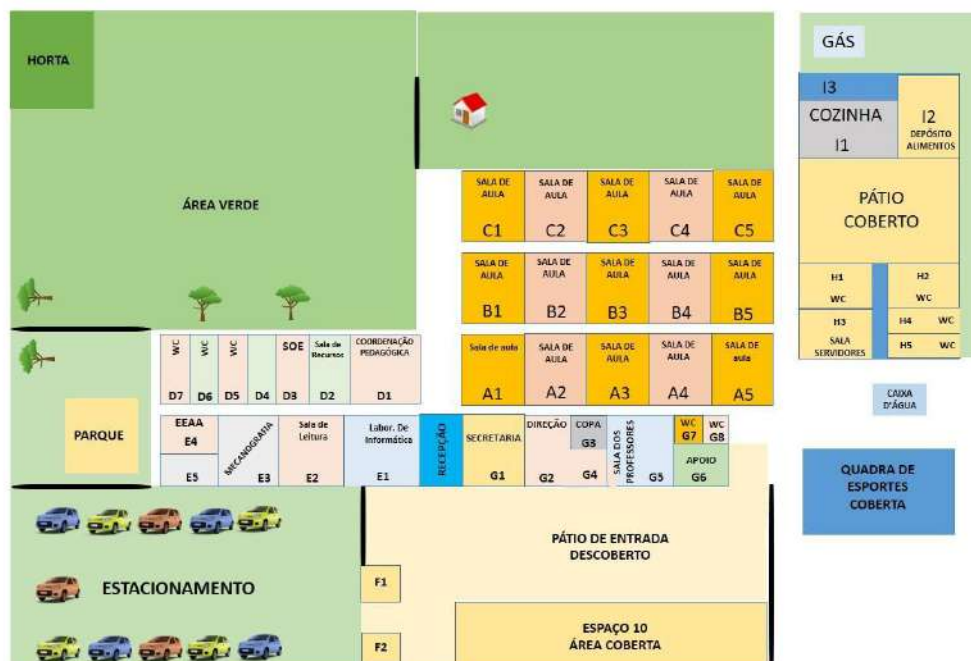 HORTA
ÁREA VERDE
GÁS
I3
COZINHA
I1
I2
DEPÓSITO
ALIMENTOS
PÁTIO
COBERTO
SALA DE
AULA
C1
SALA DE
AULA
C2
SALA DE
AULA
C3
SALA DE
AULA
C4
SALA DE
AULA
C5
SALA DE
AULA
B1
SALA DE
AULA
B2
SALA DE
AULA
B3
SALA DE
AULA
B4
SALA DE
AULA
B5
H1
WC
H2
WC
H3
SALA
SERVIDORES
H4 WC
H5 WC
WC
D7
WC
D6
WC
D5
D4
SOE
D3
Sala de
Recursos
D2
COORDENAÇÃO
PEDAGÓGICA
D1
Sala de aula
A1
SALA DE
AULA
A2
SALA DE
AULA
A3
SALA DE
AULA
A4
SALA DE
aula
A5
CAIXA
D'ÁGUA
PARQUE
EEAA
E4
E5
MECANOGRAFIA
E3
Sala de
Leitura
E2
Labor. De
Informática
E1
RECEPÇÃO
SECRETARIA
G1
DIREÇÃO
G2
COPA
G3
G4
SALA DOS
PROFESSORES
G5
WC
G7
WC
G8
APOIO
G6
QUADRA DE
ESPORTES
COBERTA
PÁTIO DE ENTRADA
DESCOBERTO
ESTACIONAMENTO
F1
F2
ESPAÇO 10
ÁREA COBERTA